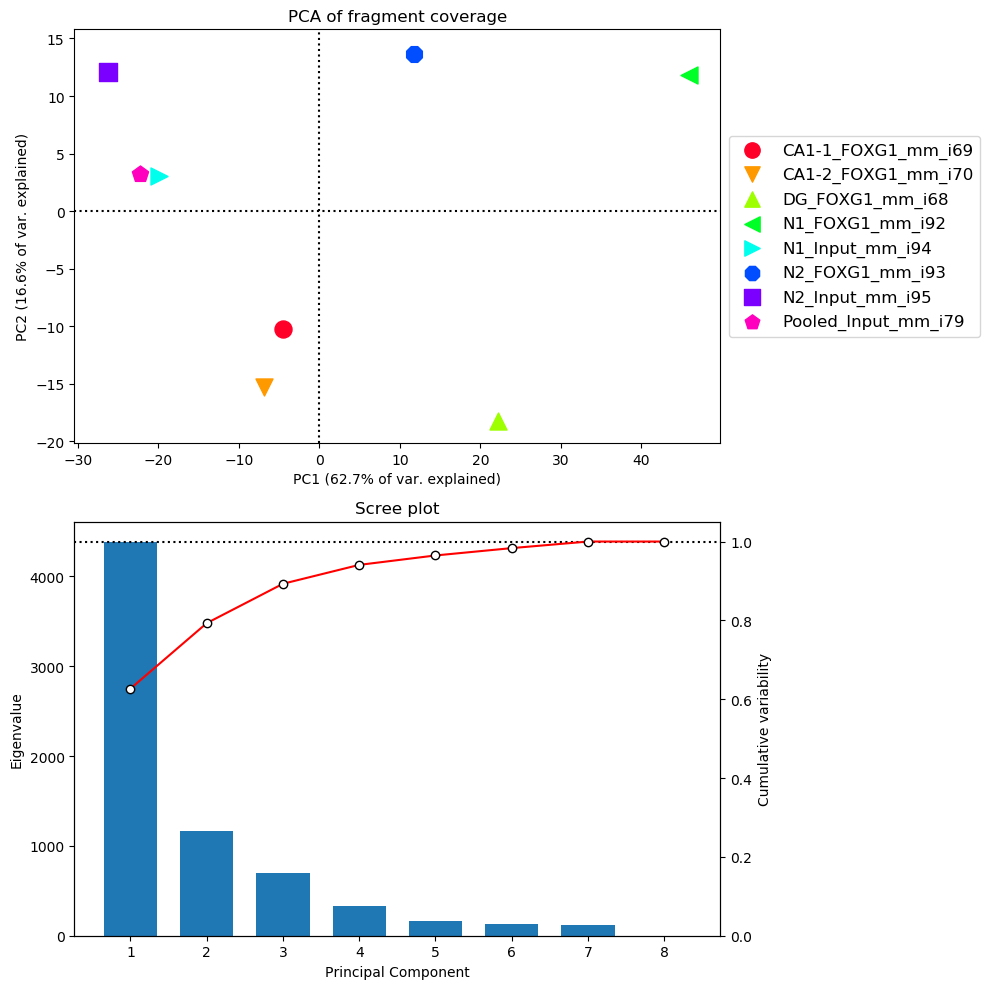 PCA of fragment coverage
15
10
5
0
−5
−10
−15
−20
PC2 (16.6% of var. explained)
−30
−20
−10
0
10
20
30
40
PC1 (62.7% of var. explained)
CA1-1_FOXG1_mm_i69
CA1-2_FOXG1_mm_i70
DG_FOXG1_mm_i68
N1_FOXG1_mm_i92
N1_Input_mm_i94
N2_FOXG1_mm_i93
N2_Input_mm_i95
Pooled_Input_mm_i79
Scree plot
4000
3000
2000
1000
0
Eigenvalue
1.0
0.8
0.6
0.4
0.2
0.0
Cumulative variability
1
2
3
4
5
6
7
8
Principal Component